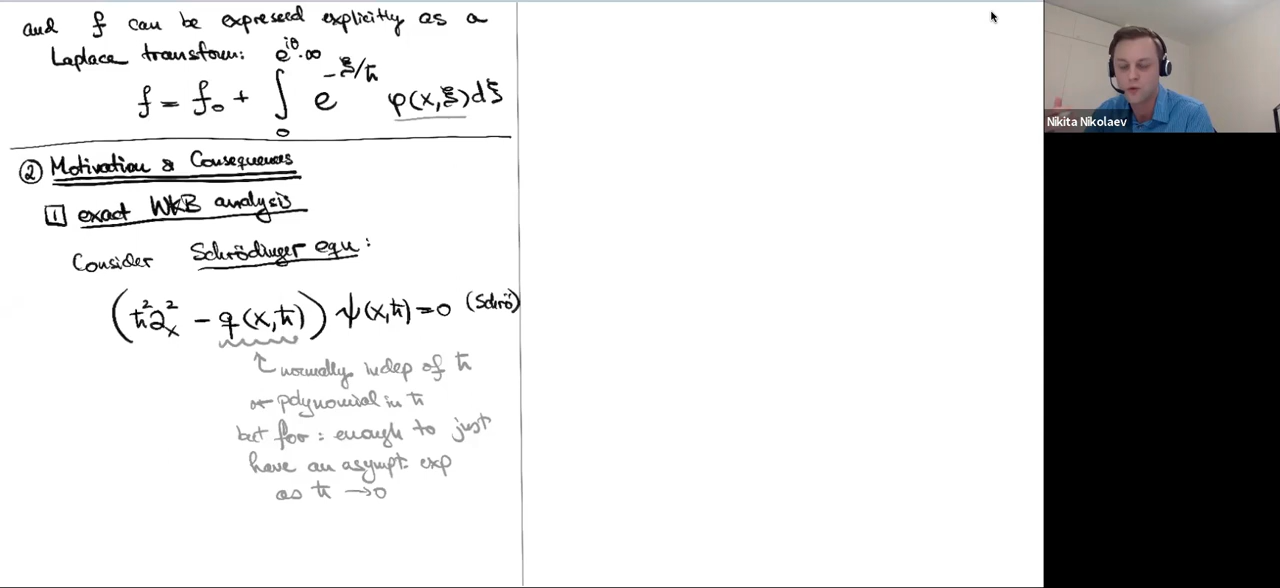 and f can be expressed explicitly as a
Laplace transform:
f = f₀ + ∫₀^{e^{iθ}·∞} e^{-ξ/ħ} φ(x,ξ)dξ
② Motivation & Consequences
1 exact WKB analysis
Consider Schrödinger equ:
(ħ²∂ₓ² - q(x,ħ)) ψ(x,ħ) = 0 (Schrö)
↑ normally indep of ħ
or polynomial in ħ
but for : enough to just
have an asympt. exp
as ħ → 0
Nikita Nikolaev